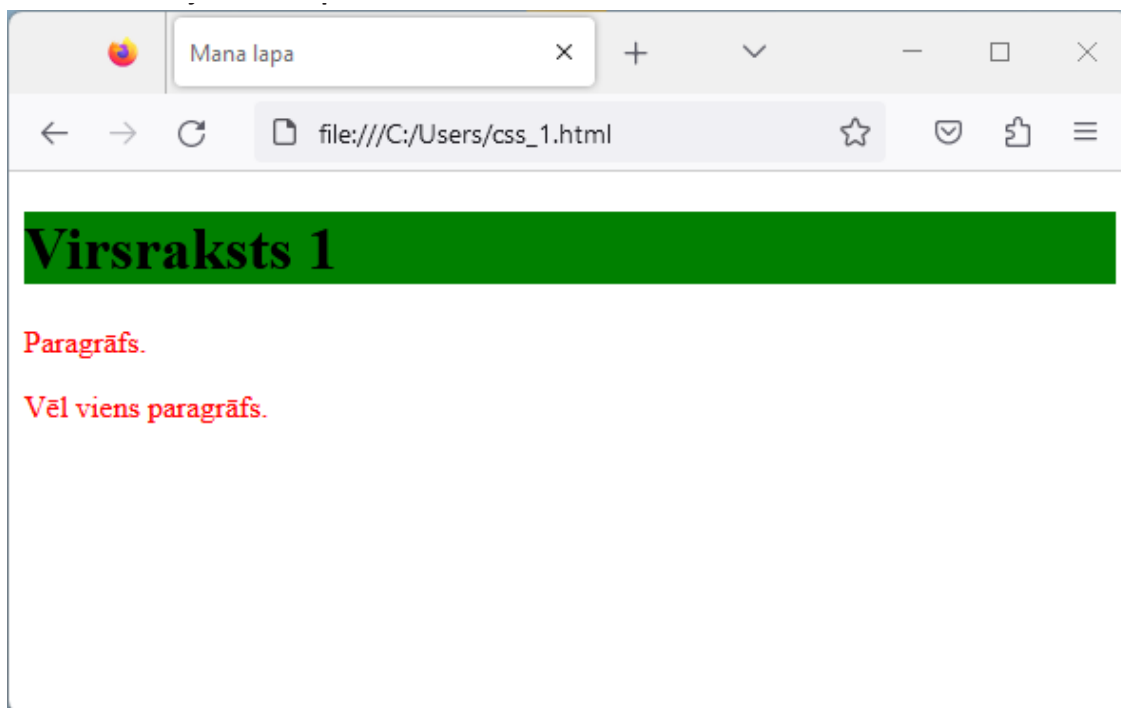 Mana lapa
file:///C:/Users/css_1.html
Virsraksts 1
Paragrāfs.
Vēl viens paragrāfs.